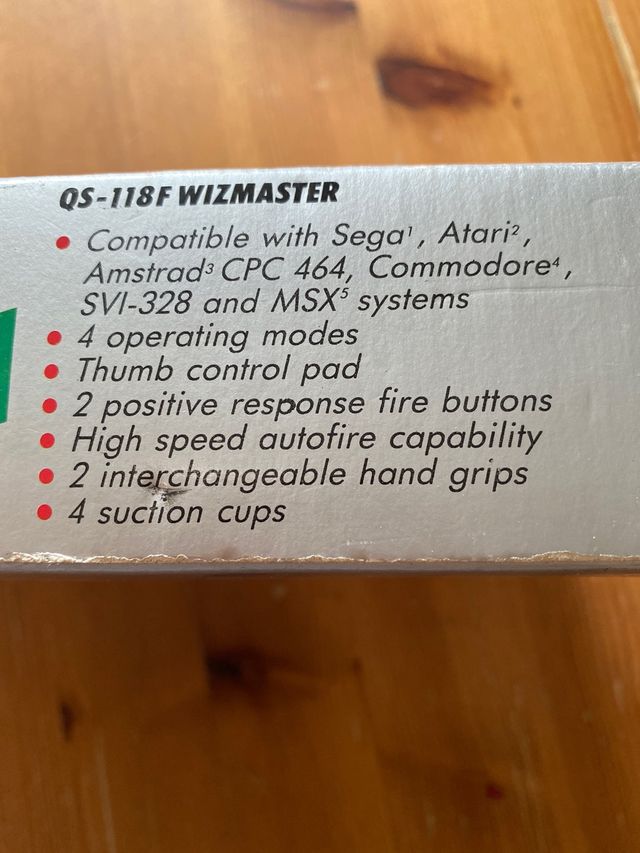 QS-118F WIZMASTER
• Compatible with Sega¹, Atari²,
Amstrad³ CPC 464, Commodore⁴,
SVI-328 and MSX⁵ systems
• 4 operating modes
• Thumb control pad
• 2 positive response fire buttons
• High speed autofire capability
• 2 interchangeable hand grips
• 4 suction cups